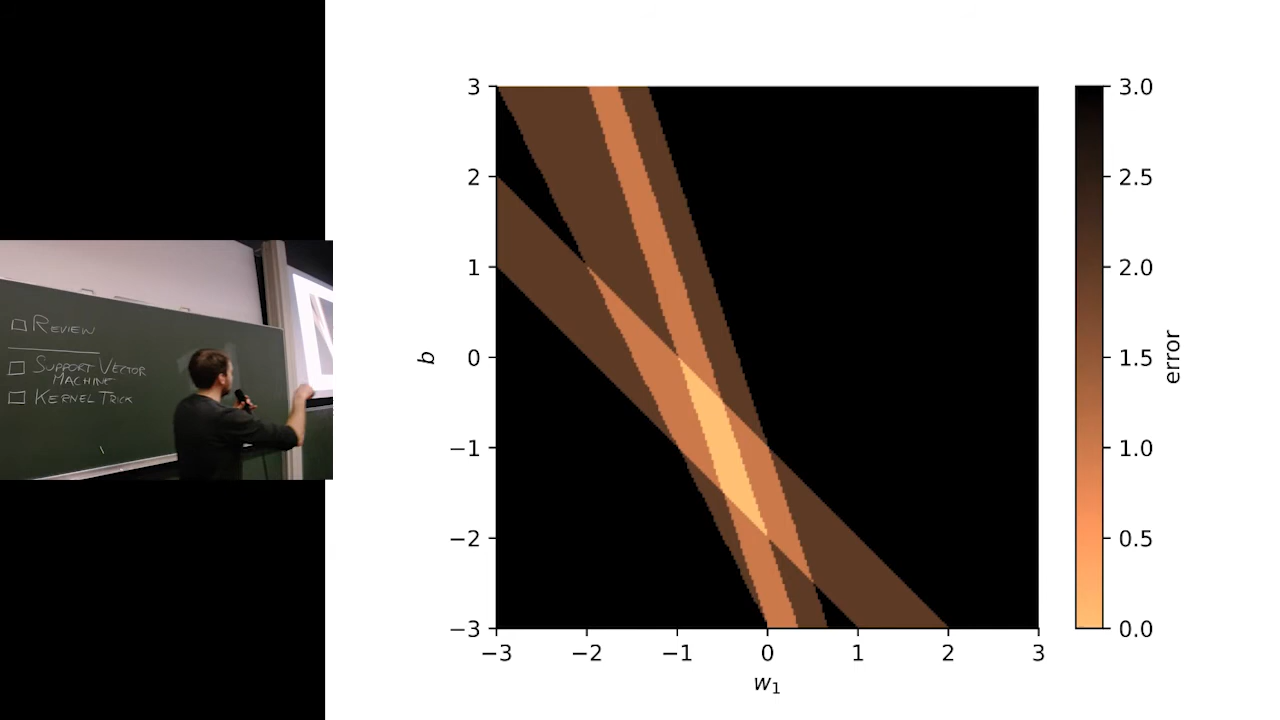 REVIEW
SUPPORT VECTOR
MACHINE
KERNEL TRICK
3
2
1
0
−1
−2
−3
b
−3 −2 −1 0 1 2 3
w₁
3.0
2.5
2.0
1.5
1.0
0.5
0.0
error